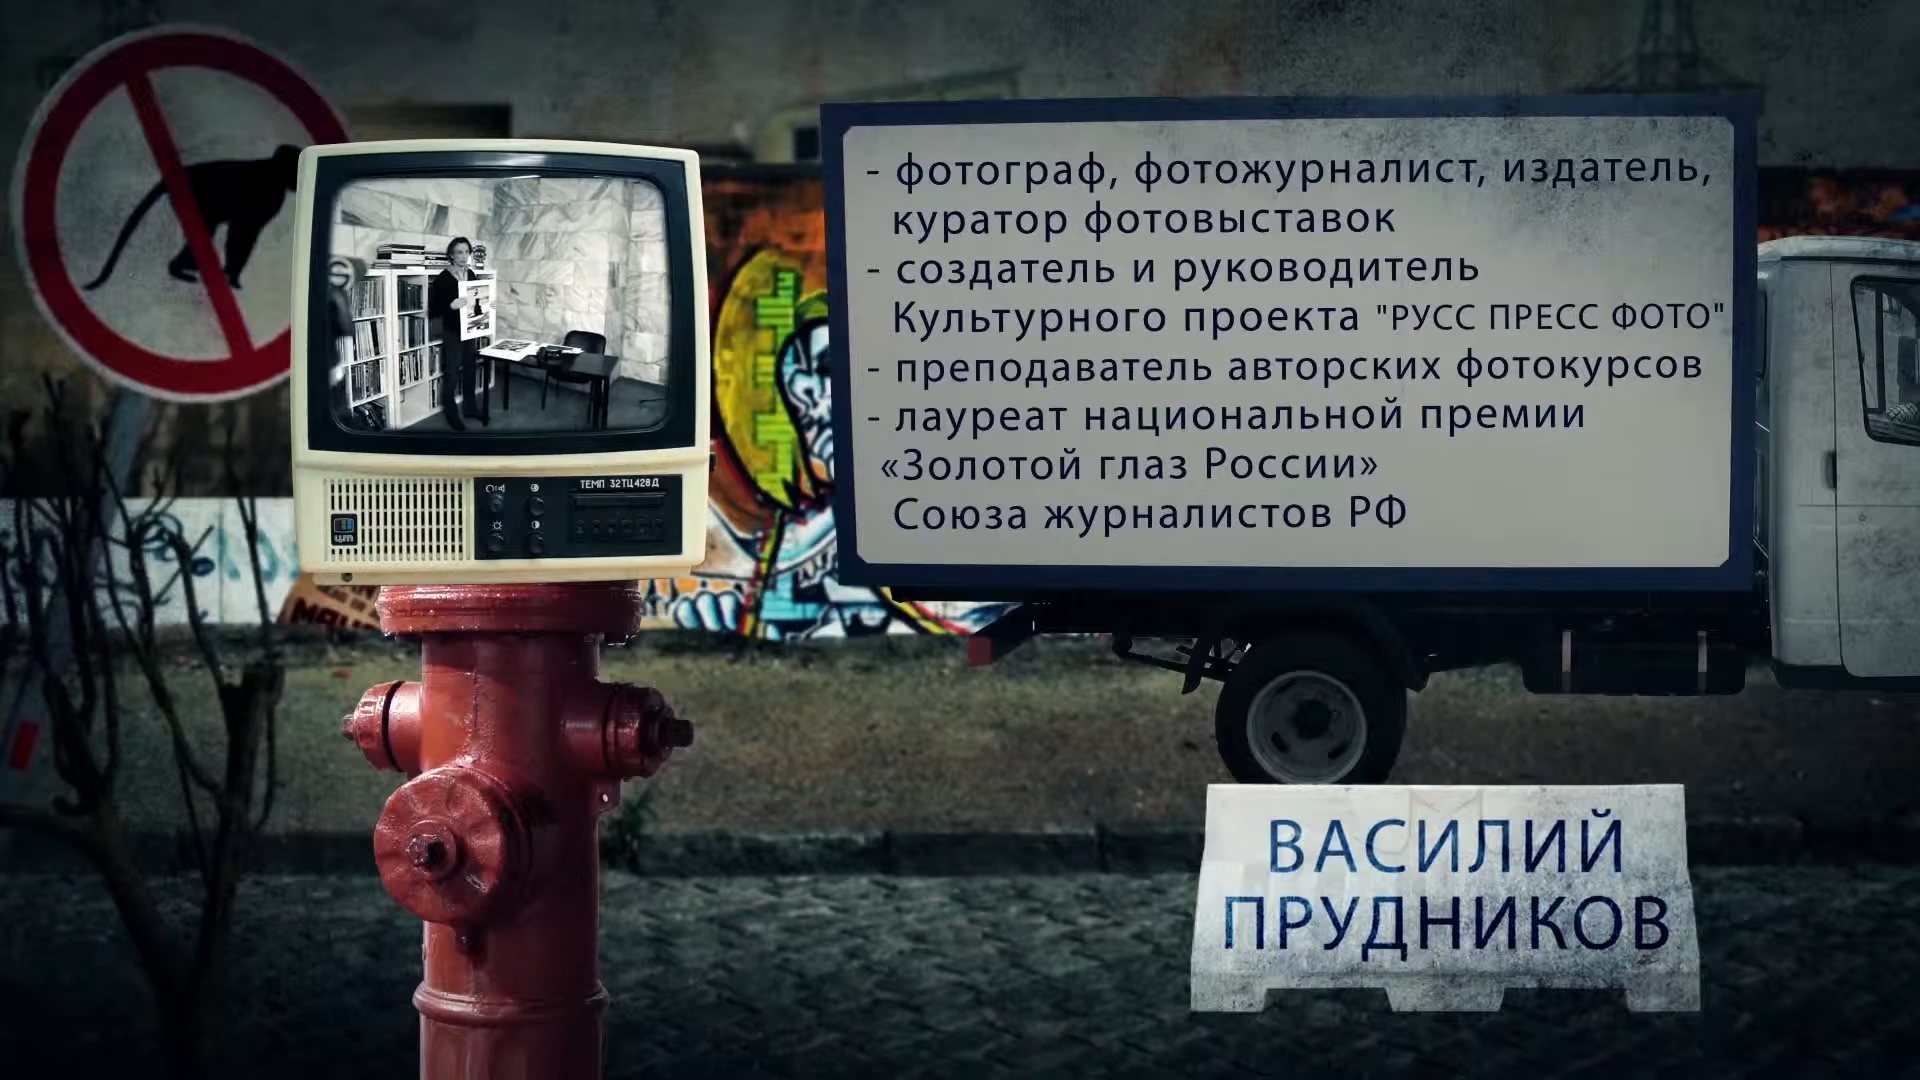 - фотограф, фотожурналист, издатель,
куратор фотовыставок
- создатель и руководитель
Культурного проекта "РУСС ПРЕСС ФОТО"
- преподаватель авторских фотокурсов
- лауреат национальной премии
«Золотой глаз России»
Союза журналистов РФ
ТЕМП 32ТЦ428Д
ВАСИЛИЙ
ПРУДНИКОВ